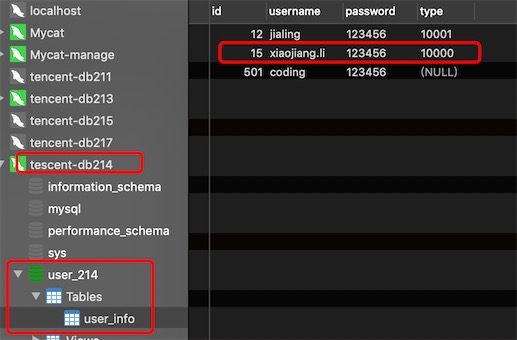 localhost
Mycat
Mycat-manage
tencent-db211
tencent-db213
tencent-db215
tencent-db217
tescent-db214
information_schema
mysql
performance_schema
sys
user_214
Tables
user_info
Views
id username password type
12 jialing 123456 10001
15 xiaojiang.li 123456 10000
501 coding 123456 (NULL)